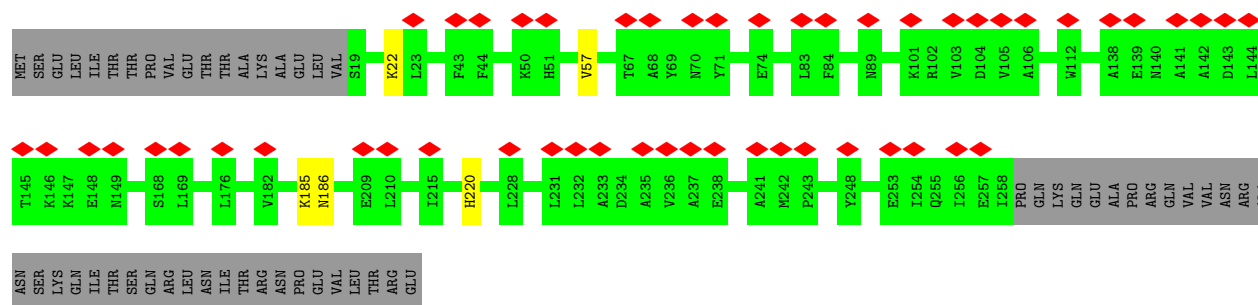 MET SER GLU LEU ILE THR THR PRO VAL GLU THR THR ALA LYS ALA GLU LEU VAL S19 K22 L23 F43 F44 K50 H51 V57 T67 A68 Y69 N70 Y71 E74 L83 F84 N89 K101 R102 V103 D104 V105 A106 W112 A138 E139 N140 A141 A142 D143 L144
T145 K146 K147 E148 N149 S168 L169 L176 V182 K185 N186 E209 L210 I215 H220 L228 L231 L232 A233 D234 A235 V236 A237 E238 A241 M242 P243 Y248 E253 I254 Q255 I256 E257 I258 PRO GLN LYS GLN GLU ALA PRO ARG GLN VAL VAL ASN ARG
ASN SER LYS GLN ILE THR SER GLN ARG LEU ASN ILE THR ARG ASN PRO GLU VAL LEU THR ARG GLU